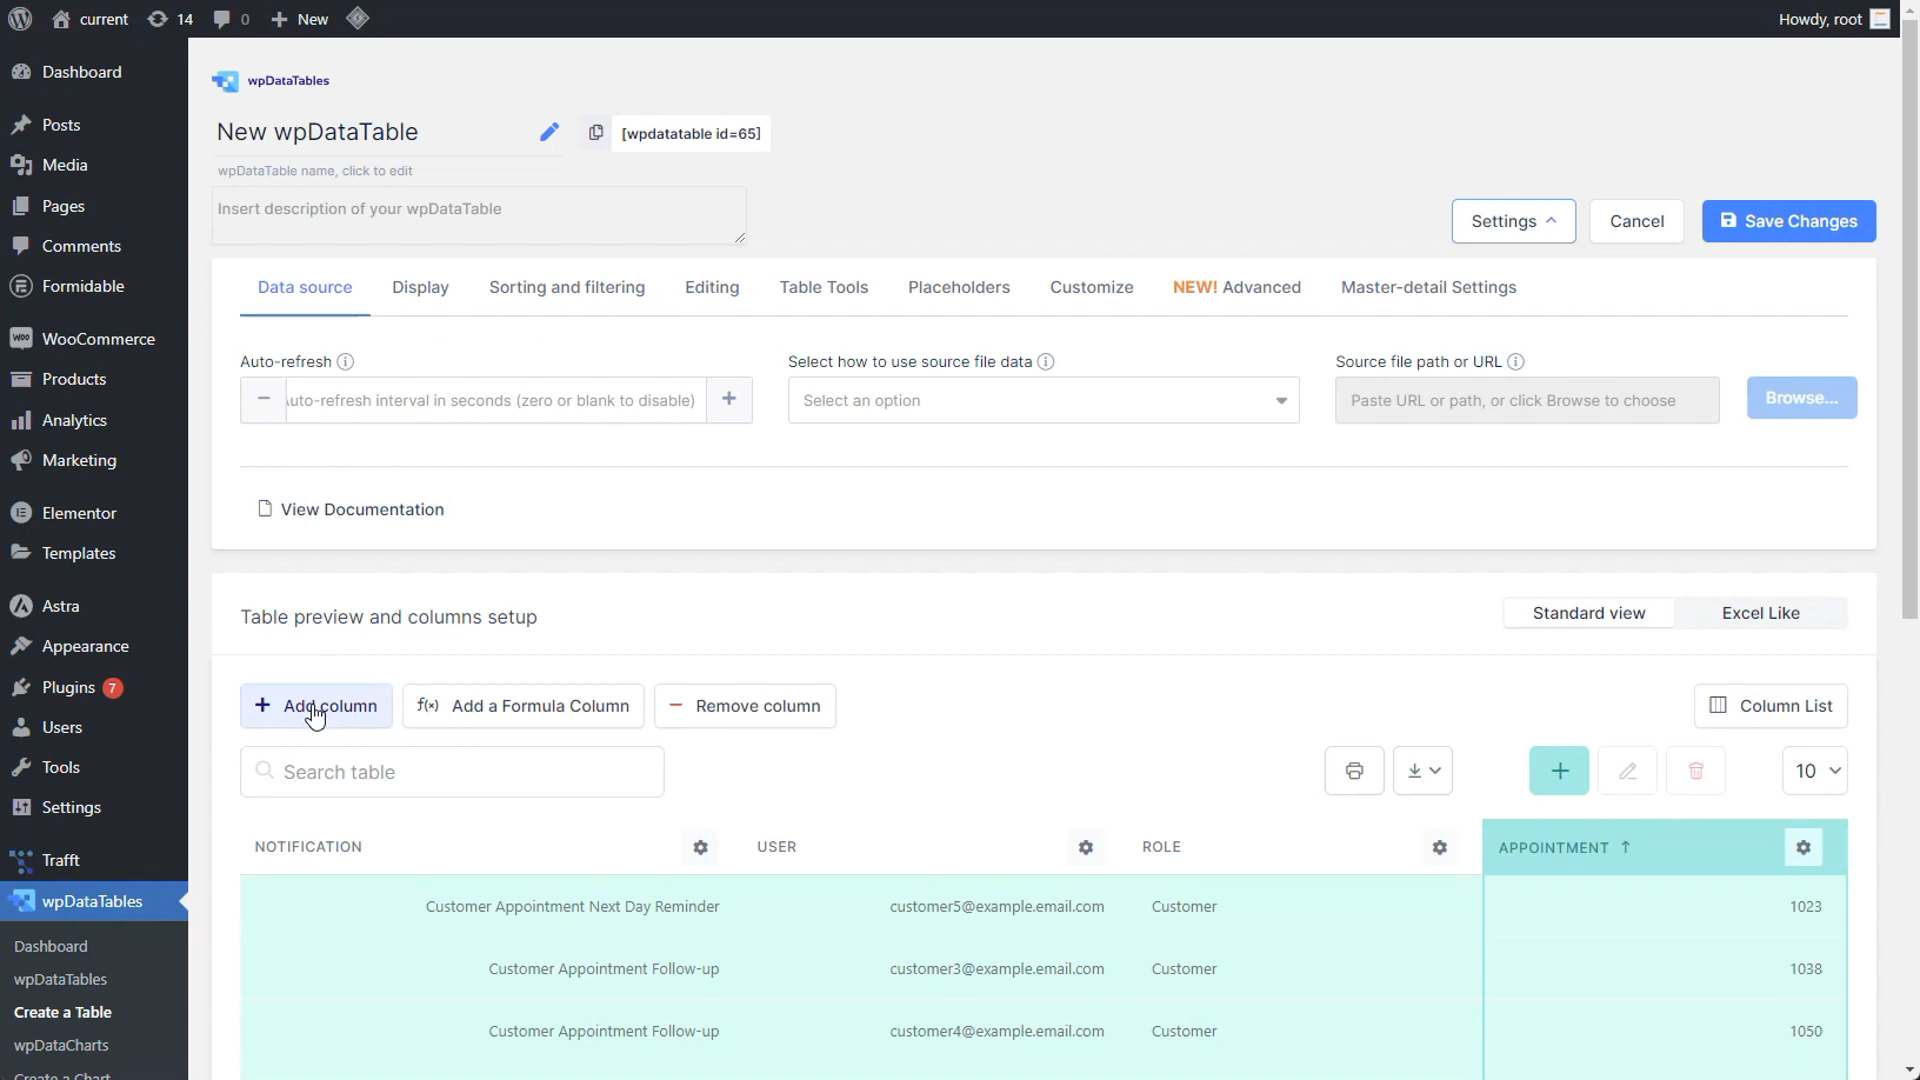 current 14 0 + New Howdy, root
Dashboard
Posts
Media
Pages
Comments
Formidable
WooCommerce
Products
Analytics
Marketing
Elementor
Templates
Astra
Appearance
Plugins 7
Users
Tools
Settings
Trafft
wpDataTables
Dashboard
wpDataTables
Create a Table
wpDataCharts
Create a Chart
wpDataTables
New wpDataTable [wpdatatable id=65]
wpDataTable name, click to edit
Insert description of your wpDataTable
Settings Cancel Save Changes
Data source Display Sorting and filtering Editing Table Tools Placeholders Customize NEW! Advanced Master-detail Settings
Auto-refresh Select how to use source file data Source file path or URL
− Auto-refresh interval in seconds (zero or blank to disable) + Select an option Paste URL or path, or click Browse to choose Browse...
View Documentation
Table preview and columns setup Standard view Excel Like
+ Add column f(x) Add a Formula Column − Remove column Column List
Search table + 10
NOTIFICATION USER ROLE APPOINTMENT ↑
Customer Appointment Next Day Reminder customer5@example.email.com Customer 1023
Customer Appointment Follow-up customer3@example.email.com Customer 1038
Customer Appointment Follow-up customer4@example.email.com Customer 1050